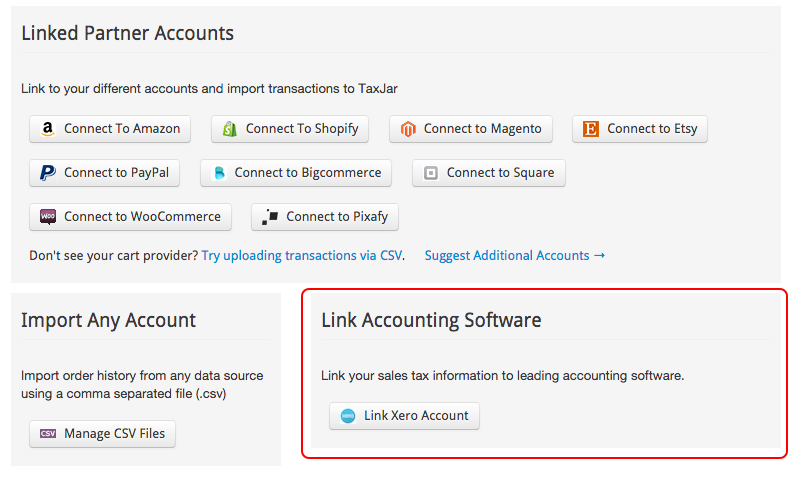 Linked Partner Accounts
Link to your different accounts and import transactions to TaxJar
Connect To Amazon Connect To Shopify Connect to Magento Connect to Etsy
Connect to PayPal Connect to Bigcommerce Connect to Square
WOO Connect to WooCommerce Connect to Pixafy
Don't see your cart provider? Try uploading transactions via CSV. Suggest Additional Accounts →
Import Any Account
Import order history from any data source
using a comma separated file (.csv)
CSV Manage CSV Files
Link Accounting Software
Link your sales tax information to leading accounting software.
xero Link Xero Account